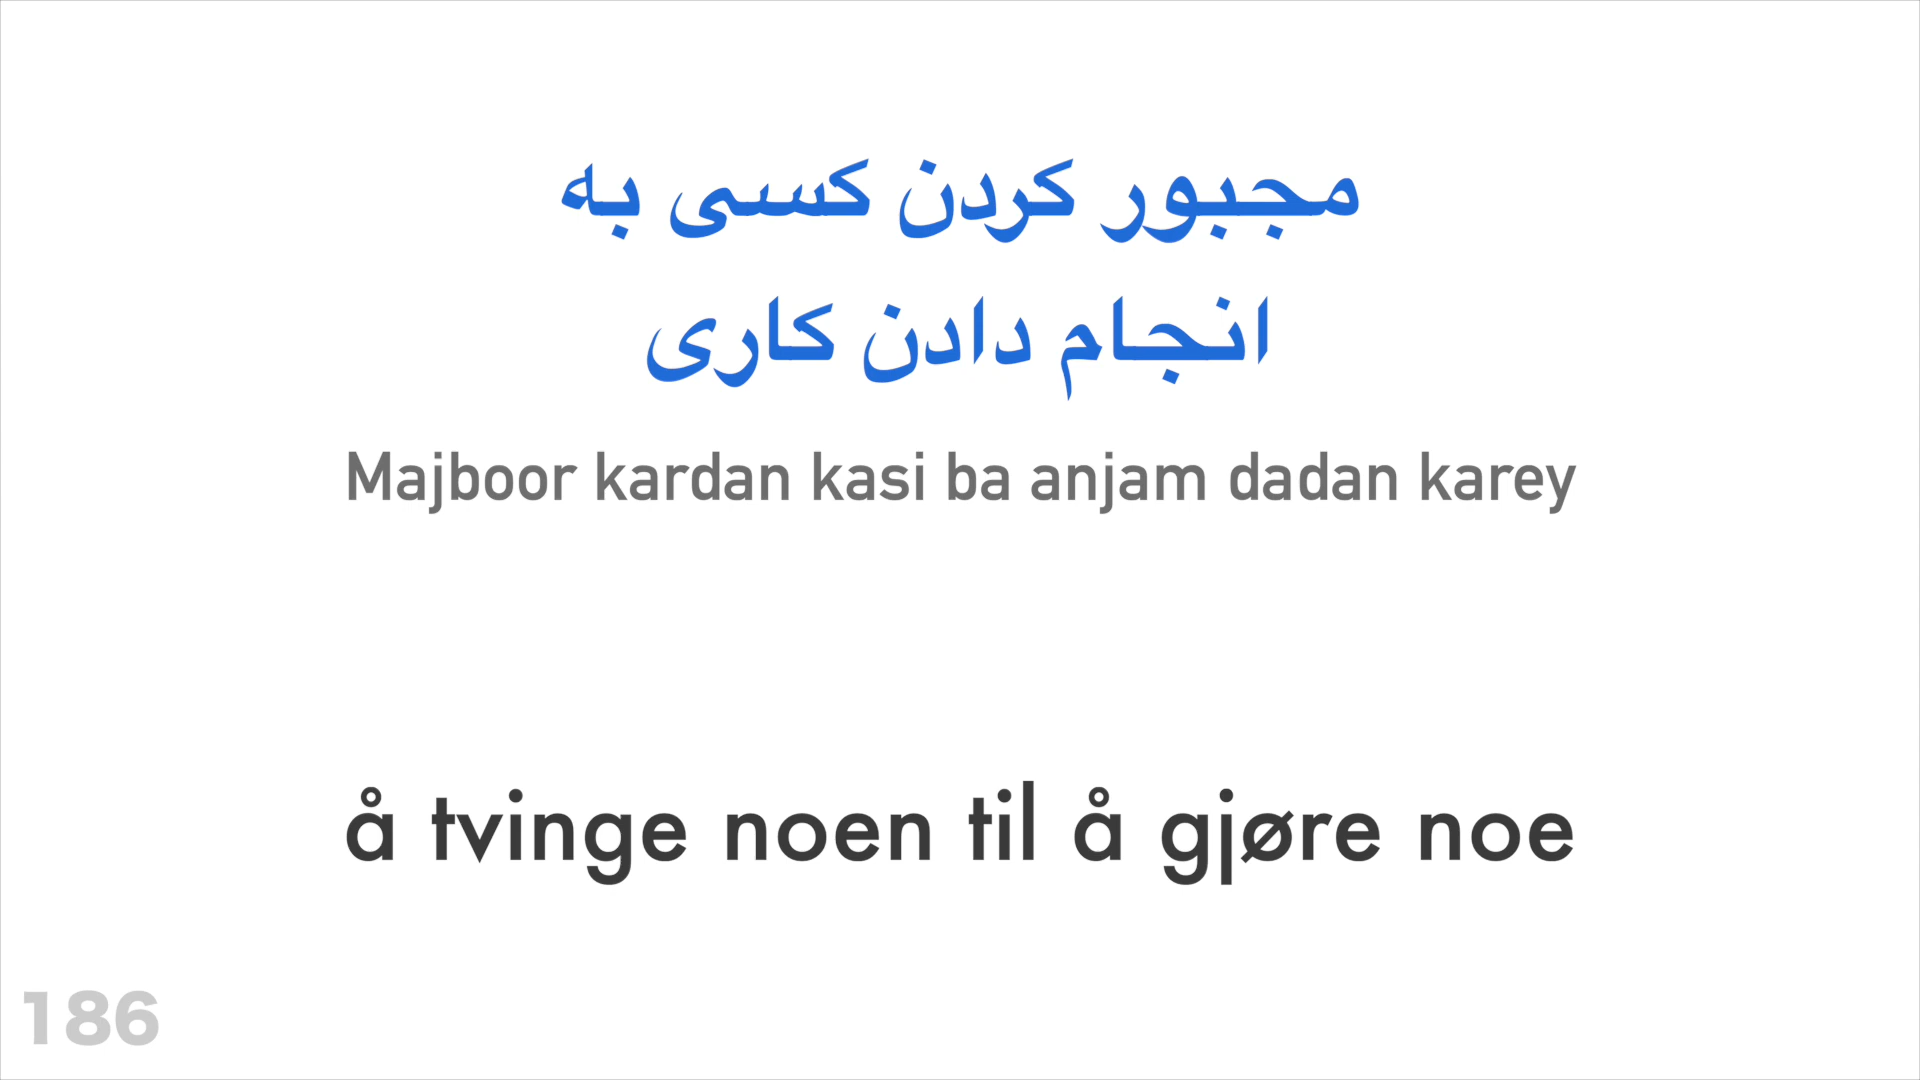 مجبور کردن کسی به
انجام دادن کاری
Majboor kardan kasi ba anjam dadan karey
å tvinge noen til å gjøre noe
186